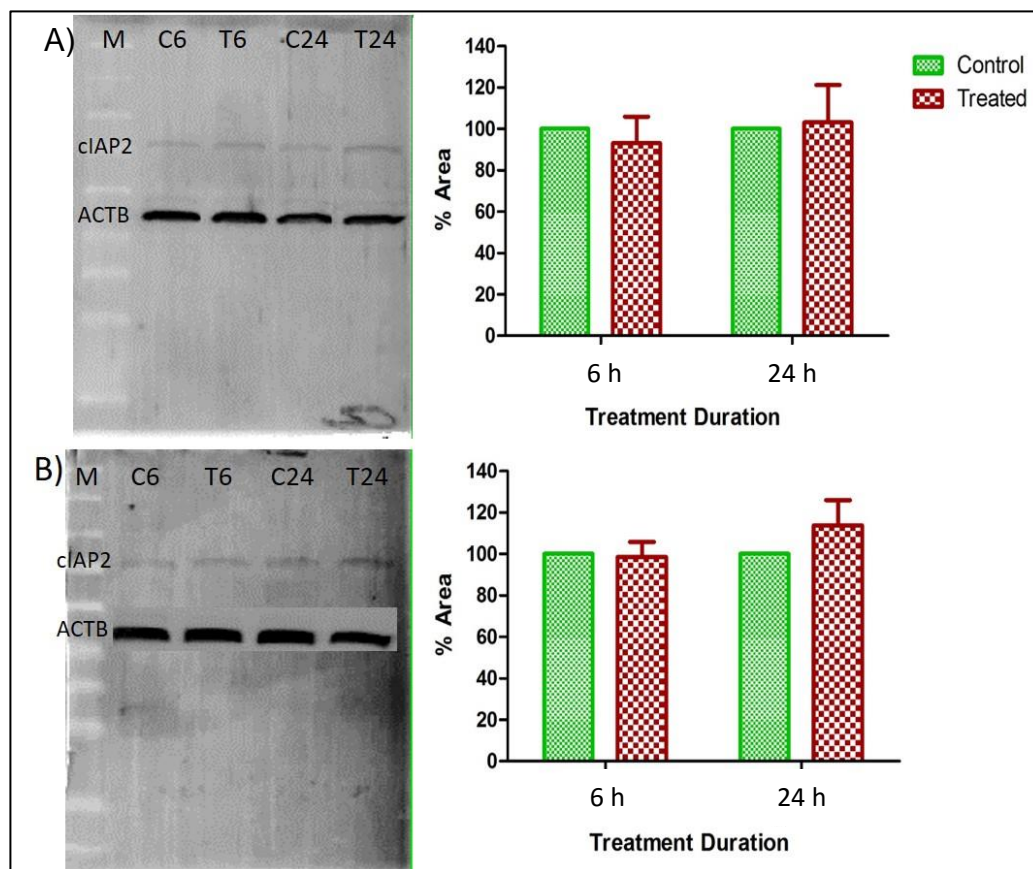 A)
M C6 T6 C24 T24
cIAP2
ACTB
140
120
100
80
60
40
20
0
% Area
6 h 24 h
Treatment Duration
Control
Treated
B)
M C6 T6 C24 T24
cIAP2
ACTB
140
120
100
80
60
40
20
0
% Area
6 h 24 h
Treatment Duration